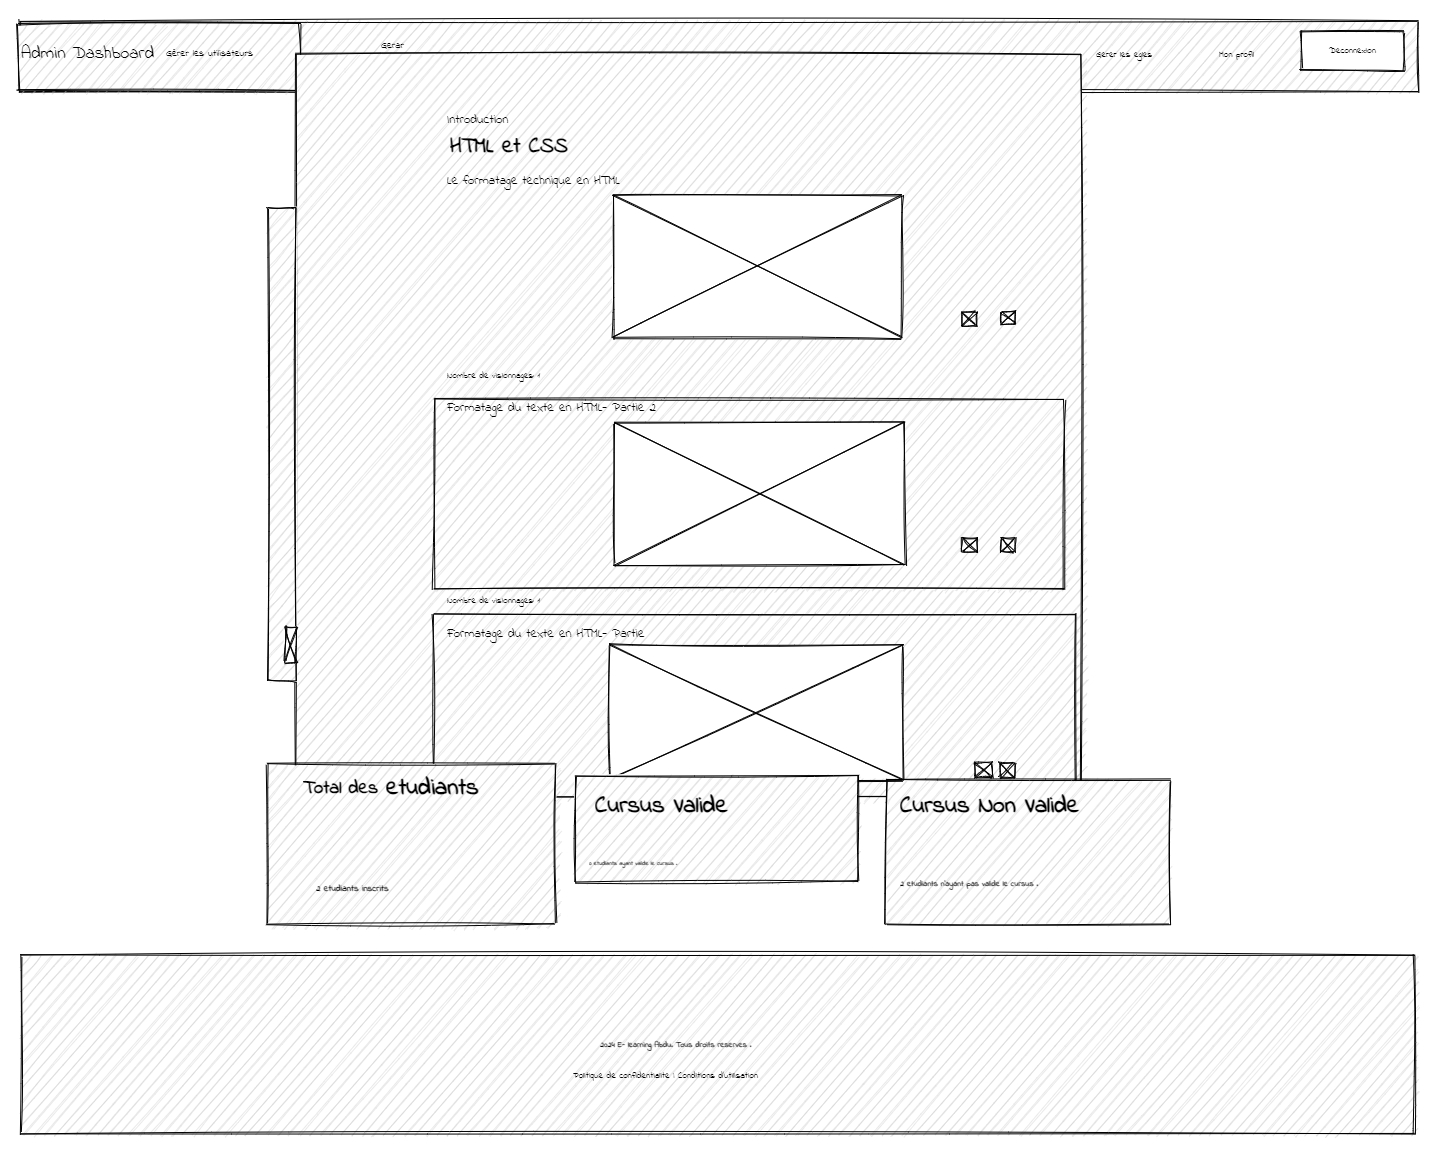 Admin Dashboard
Gérer les utilisateurs
Gérar
Gérer les egles
Mon profil
Déconnexion
Introduction
HTML et CSS
Le formatage technique en HTML
Nombre de visionnages 1
Formatage du texte en HTML- Partie 2
Nombre de visionnages 1
Formatage du texte en HTML- Partie
Total des etudiants
2 etudiants inscrits
Cursus Valide
2 etudiants ayant valide le cursus .
Cursus Non Valide
2 etudiants n'ayant pas valide le cursus .
2024 E- learning Abdu. Tous droits reserves .
Politique de confidentialite | Conditions d'utilisation